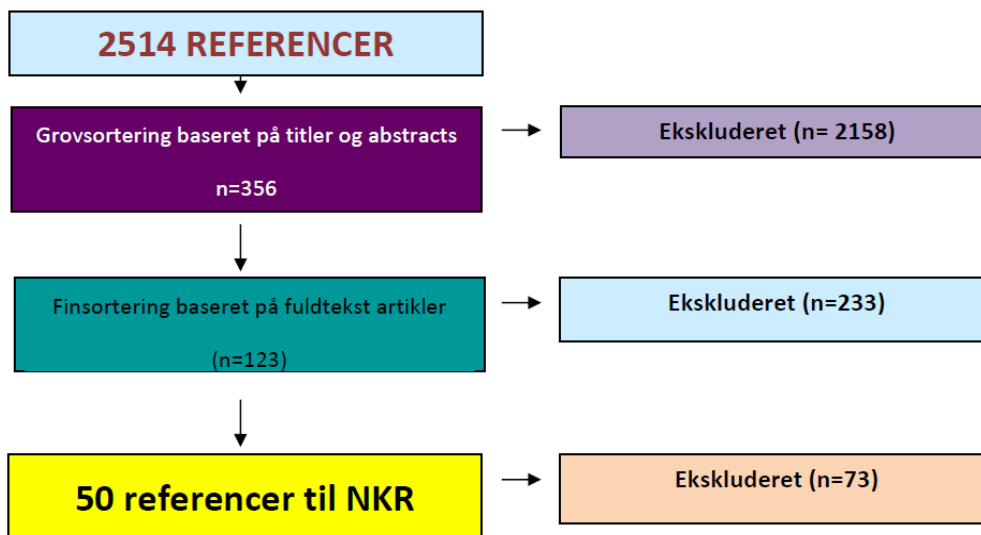 2514 REFERENCER
Grovsortering baseret på titler og abstracts
n=356
Ekskluderet (n= 2158)
Finsortering baseret på fuldtekst artikler
(n=123)
Ekskluderet (n=233)
50 referencer til NKR
Ekskluderet (n=73)